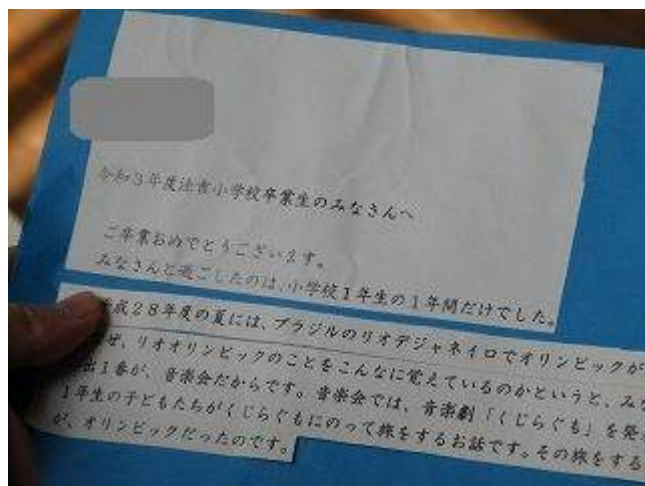 令和3年度法吉小学校卒業生のみなさんへ
ご卒業おめでとうございます。
みなさんと過ごしたのは、小学校1年生の1年間だけでした。
成28年度の夏には、ブラジルのリオデジャネイロでオリンピックが
ぜ、リオオリンピックのことをこんなに覚えているのかというと、みな
出1番が、音楽会だからです。音楽会では、音楽劇「くじらぐも」を発
1年生の子どもたちがくじらぐもにのって旅をするお話です。その旅をする
が、オリンピックだったのです。